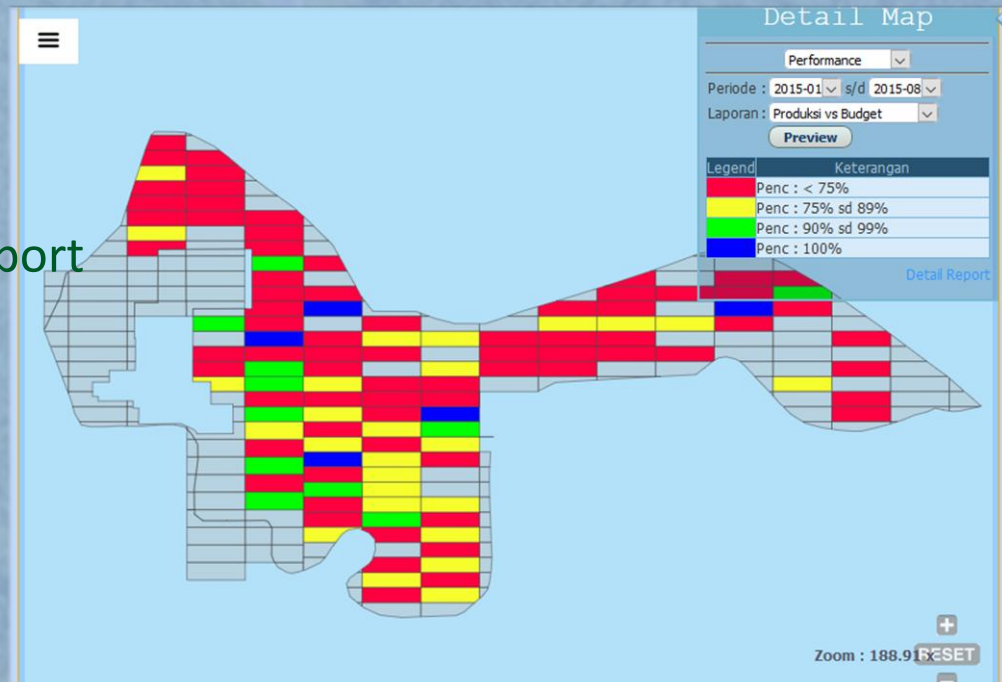 port
Detail Map
Performance
Periode : 2015-01 s/d 2015-08
Laporan : Produksi vs Budget
Preview
Legend Keterangan
Penc : < 75%
Penc : 75% sd 89%
Penc : 90% sd 99%
Penc : 100%
Detail Report
Zoom : 188.91 x
RESET